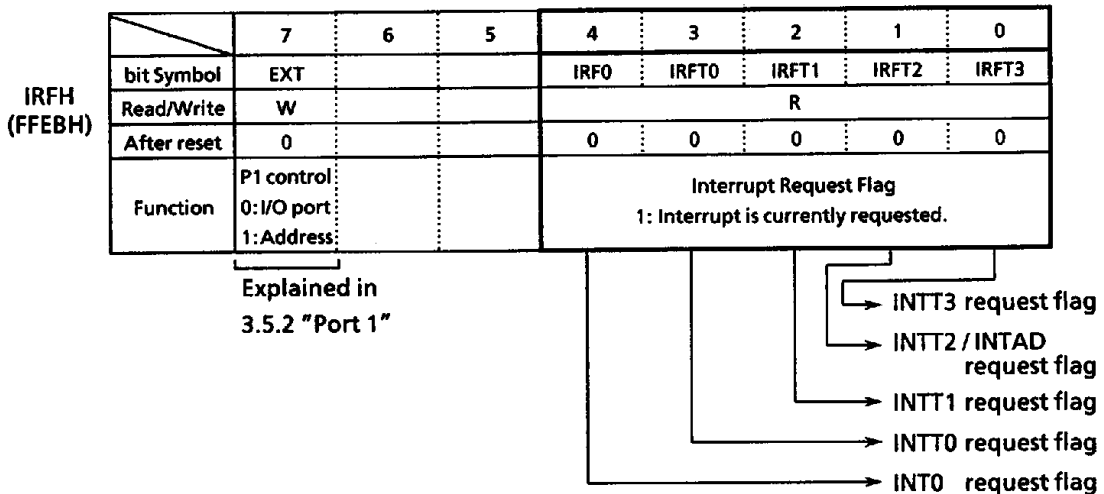 7 6 5 4 3 2 1 0
bit Symbol EXT IRF0 IRFT0 IRFT1 IRFT2 IRFT3
IRFH
(FFEBH)
Read/Write W R
After reset 0 0 0 0 0 0
Function
P1 control
0:I/O port
1:Address
Interrupt Request Flag
1: Interrupt is currently requested.
Explained in
3.5.2 "Port 1"
INTT3 request flag
INTT2/INTAD
request flag
INTT1 request flag
INTT0 request flag
INT0 request flag